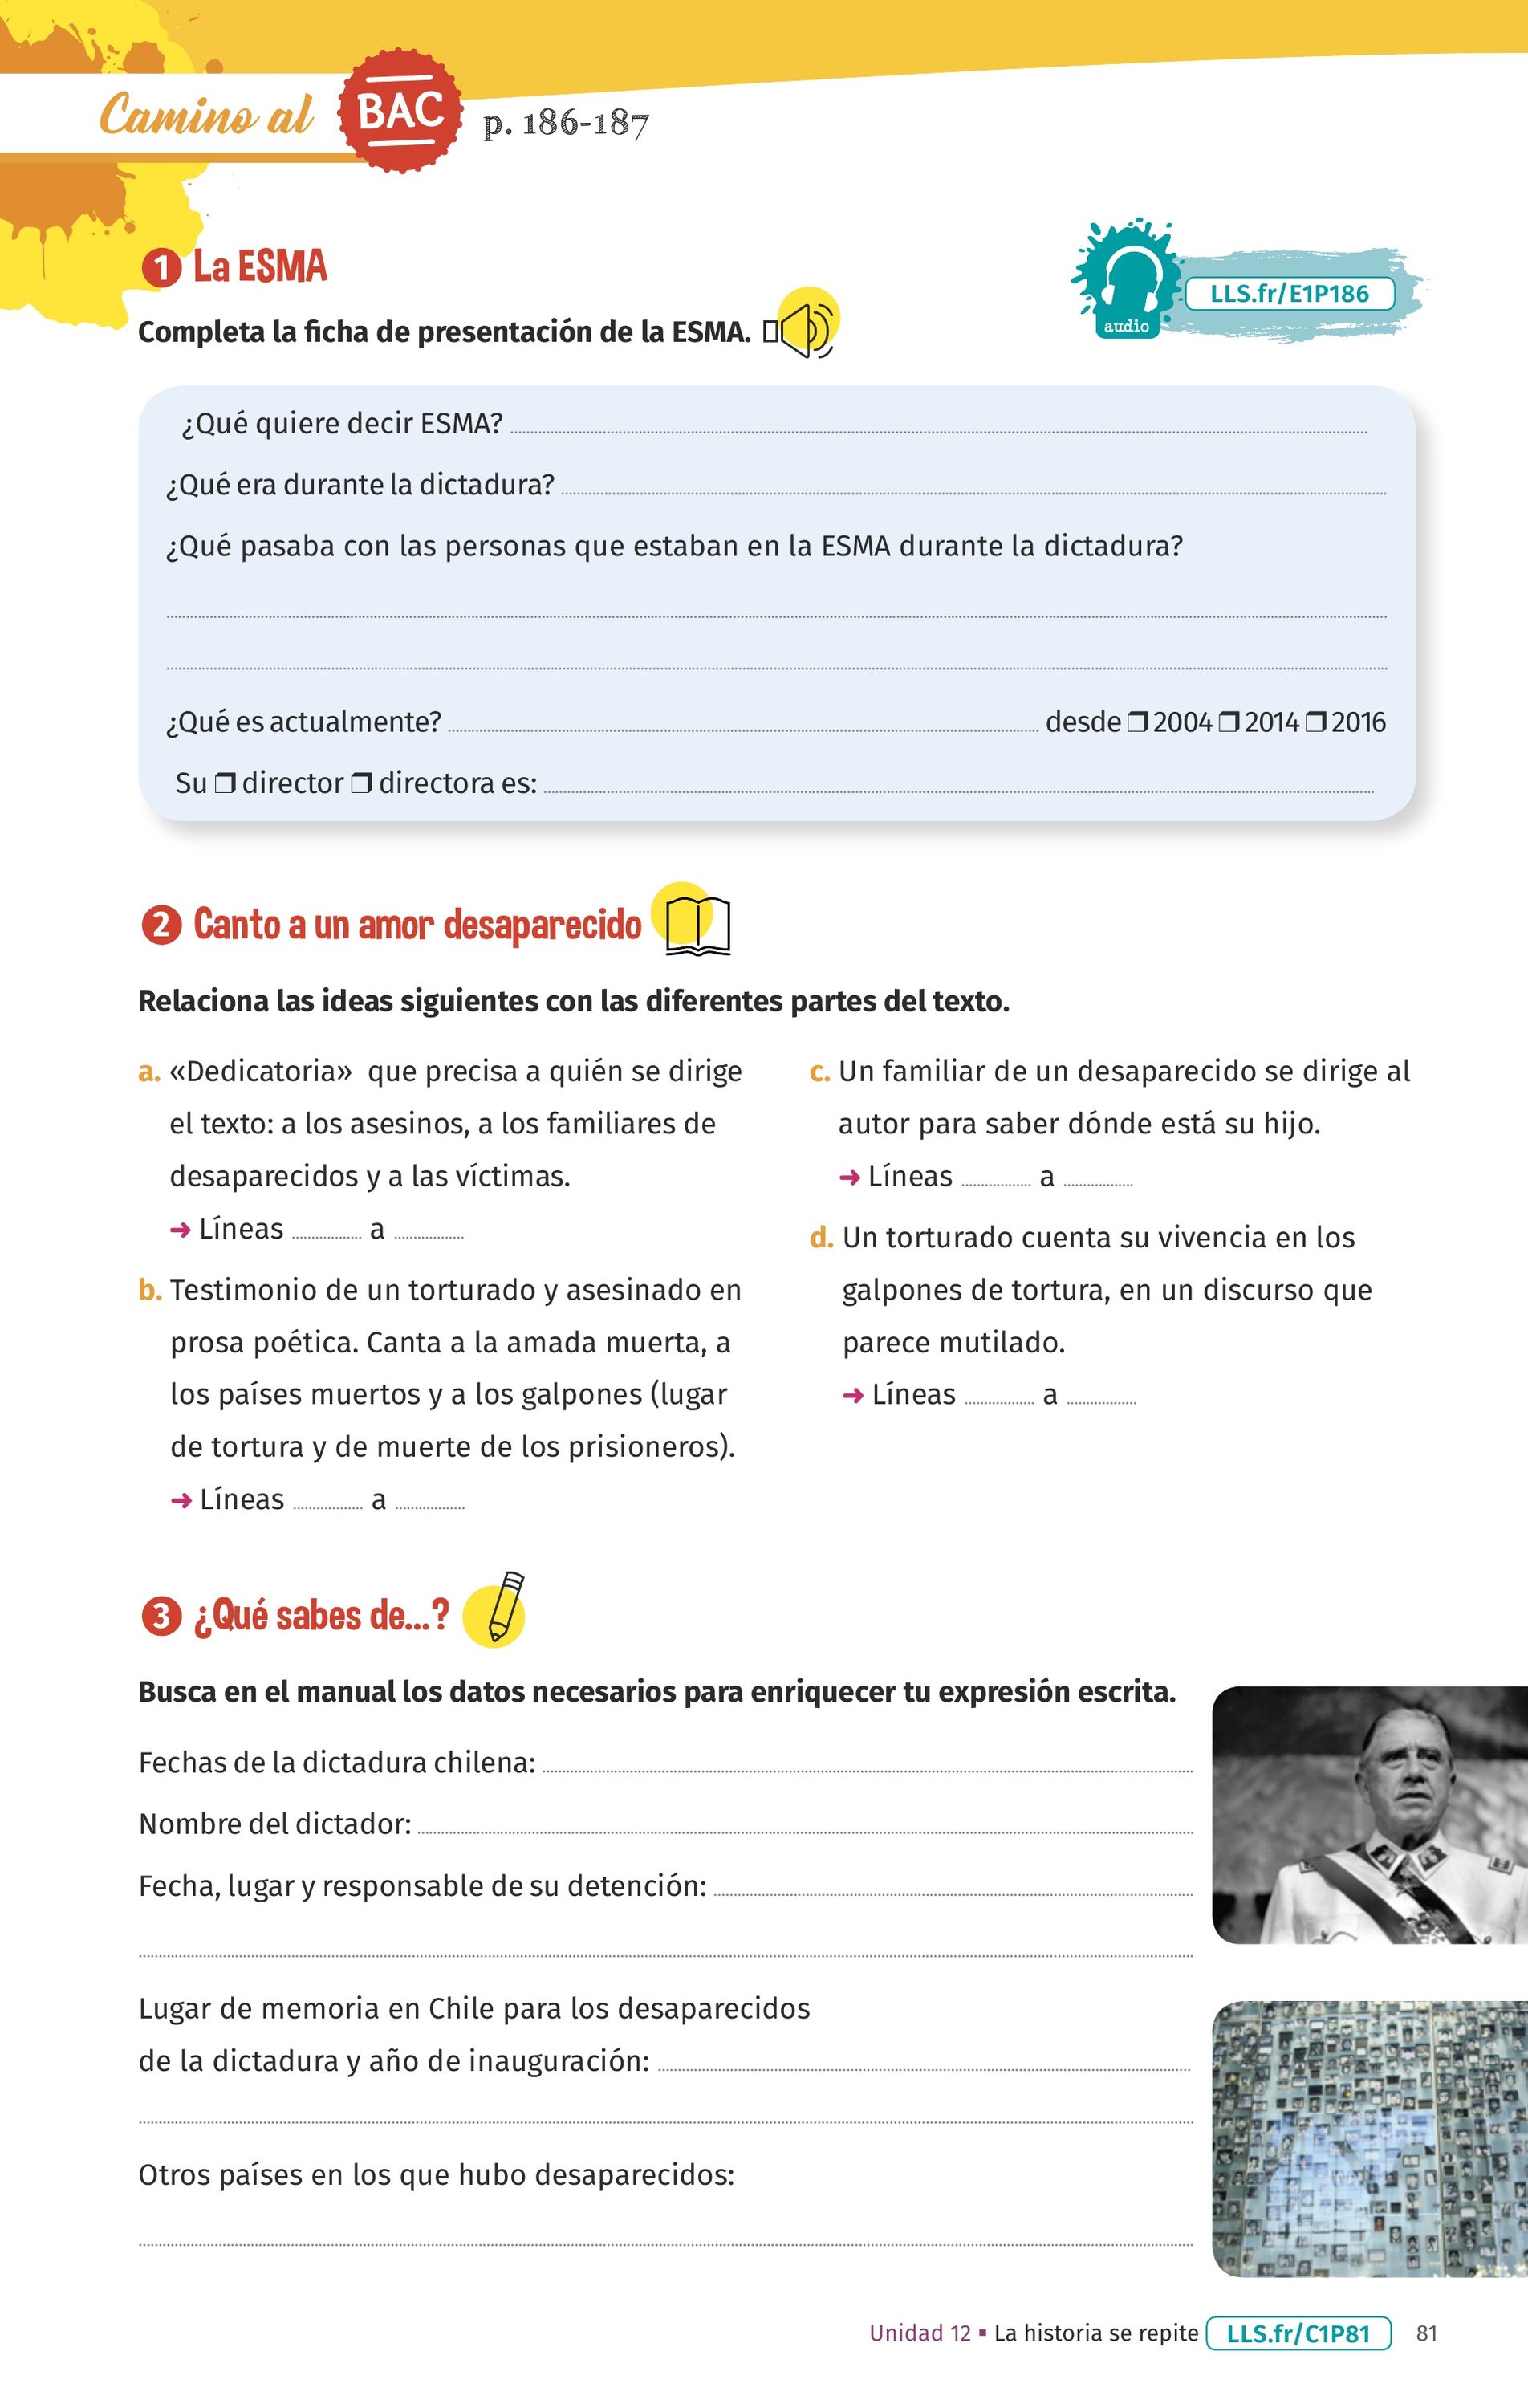 Camino al BAC p. 186-187
1 La ESMA
audio
LLS.fr/E1P186
Completa la ficha de presentación de la ESMA.
¿Qué quiere decir ESMA?
¿Qué era durante la dictadura?
¿Qué pasaba con las personas que estaban en la ESMA durante la dictadura?
¿Qué es actualmente? desde ❒ 2004 ❒ 2014 ❒ 2016
Su ❒ director ❒ directora es:
2 Canto a un amor desaparecido
Relaciona las ideas siguientes con las diferentes partes del texto.
a. «Dedicatoria» que precisa a quién se dirige
el texto: a los asesinos, a los familiares de
desaparecidos y a las víctimas.
➜ Líneas a
b. Testimonio de un torturado y asesinado en
prosa poética. Canta a la amada muerta, a
los países muertos y a los galpones (lugar
de tortura y de muerte de los prisioneros).
➜ Líneas a
c. Un familiar de un desaparecido se dirige al
autor para saber dónde está su hijo.
➜ Líneas a
d. Un torturado cuenta su vivencia en los
galpones de tortura, en un discurso que
parece mutilado.
➜ Líneas a
3 ¿Qué sabes de...?
Busca en el manual los datos necesarios para enriquecer tu expresión escrita.
Fechas de la dictadura chilena:
Nombre del dictador:
Fecha, lugar y responsable de su detención:
Lugar de memoria en Chile para los desaparecidos
de la dictadura y año de inauguración:
Otros países en los que hubo desaparecidos:
Unidad 12 ▪ La historia se repite LLS.fr/C1P81 81